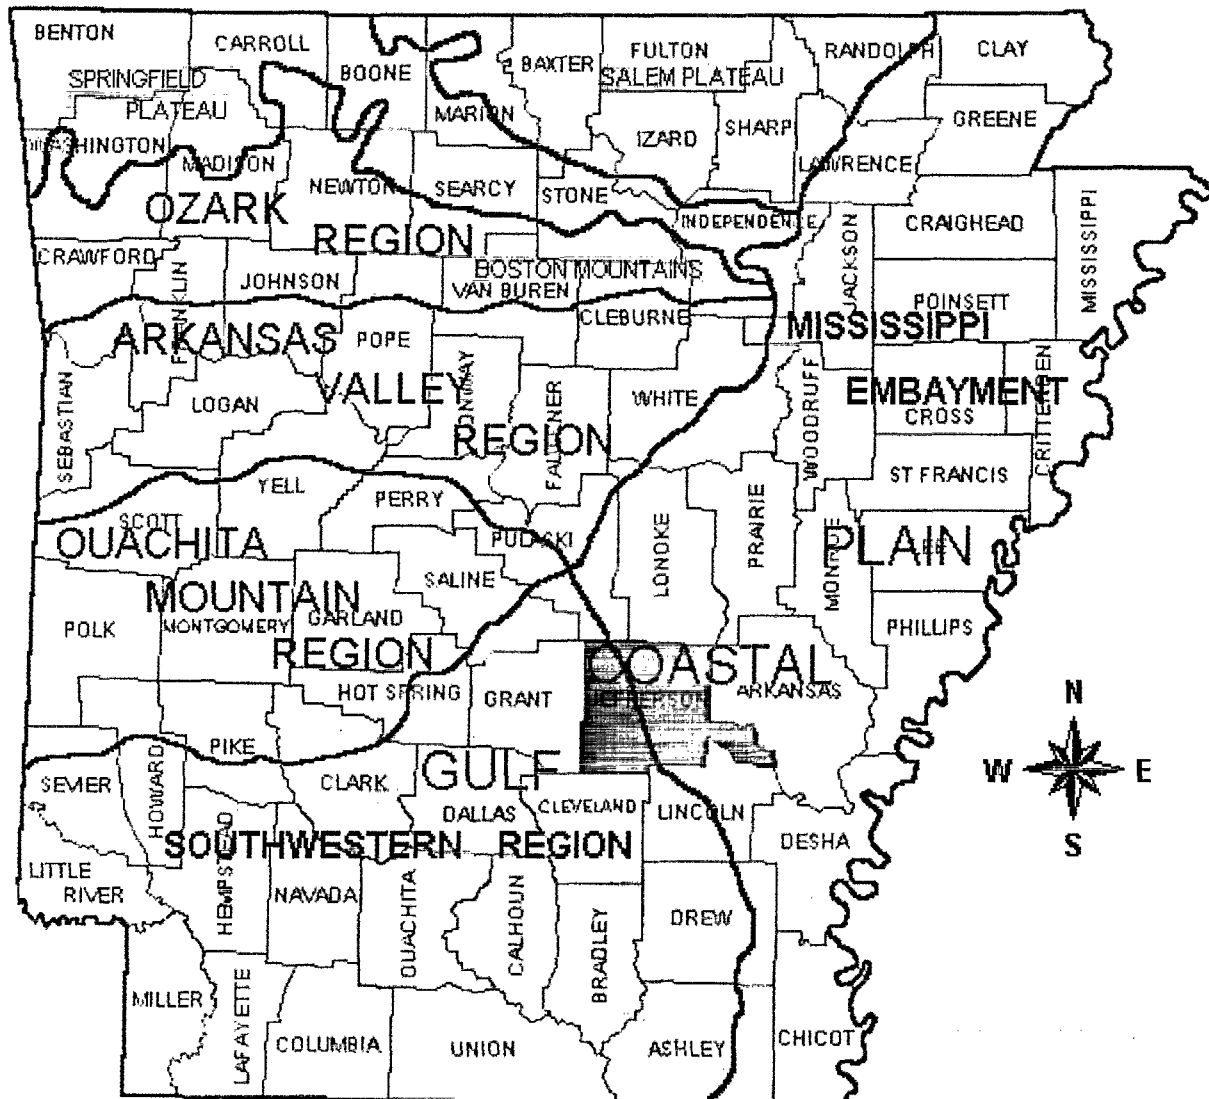 BENTON
CARROLL
BOONE
BAXTER
FULTON
RANDOLPH
CLAY
SPRINGFIELD
PLATEAU
SALEM PLATEAU
MARION
IZARD
SHARP
GREENE
WASHINGTON
MADISON
NEWTON
SEARCY
STONE
LAWRENCE
OZARK
REGION
INDEPENDENCE
CRAIGHEAD
MISSISSIPPI
JACKSON
CRAWFORD
FRANKLIN
JOHNSON
BOSTON MOUNTAINS
VAN BUREN
CLEBURNE
POINSETT
MISSISSIPPI
ARKANSAS
POPE
VALLEY
REGION
SEBASTIAN
LOGAN
CONWAY
FAULKNER
WHITE
WOODRUFF
EMBAYMENT
CROSS
CRITTENDEN
ST FRANCIS
YELL
PERRY
SCOTT
PULASKI
LONOKE
PRAIRIE
MONROE
PLAIN
LEE
OUACHITA
MOUNTAIN
REGION
SALINE
POLK
MONTGOMERY
GARLAND
PHILLIPS
COASTAL
HOT SPRING
GRANT
JEFFERSON
ARKANSAS
N
W E
S
PIKE
GULF
SEVIER
HOWARD
CLARK
DALLAS
CLEVELAND
LINCOLN
DESHA
SOUTHWESTERN REGION
LITTLE
RIVER
HEMPSTEAD
NAVADA
OUACHITA
CALHOUN
BRADLEY
DREW
MILLER
LAFAYETTE
COLUMBIA
UNION
ASHLEY
CHICOT